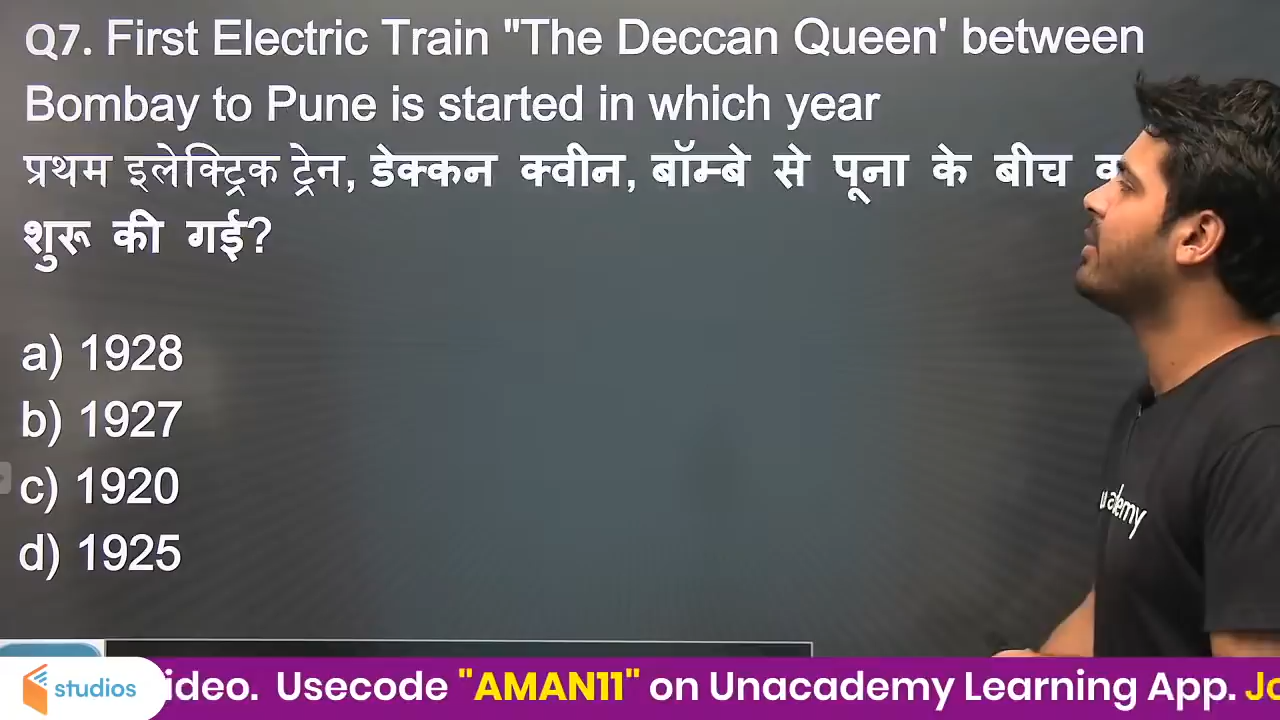 Q7. First Electric Train "The Deccan Queen' between
Bombay to Pune is started in which year
प्रथम इलेक्ट्रिक ट्रेन, डेक्कन क्वीन, बॉम्बे से पूना के बीच
शुरू की गई?
a) 1928
b) 1927
c) 1920
d) 1925
unacademy
studios ideo. Usecode "AMAN11" on Unacademy Learning App.